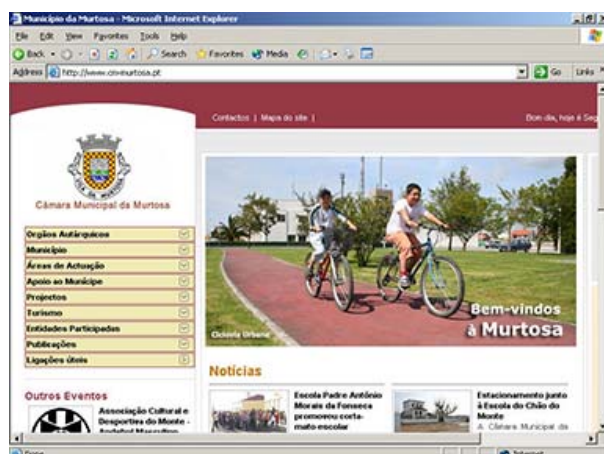 Município da Murtosa - Microsoft Internet Explorer
File Edit View Favorites Tools Help
Back Search Favorites Media
Address http://www.cm-murtosa.pt Go Links
Contactos | Mapa do site |
Bom dia, hoje é Seg
Câmara Municipal da Murtosa
Orgãos Autárquicos
Município
Áreas de Actuação
Apoio ao Munícipe
Projectos
Turismo
Entidades Participadas
Publicações
Ligações úteis
Ciclovia Urbana
Bem-vindos
à Murtosa
Notícias
Outros Eventos
Associação Cultural e
Desportiva do Monte -
Andebol Masculino
Escola Padre António
Morais da Fonseca
promoveu corta-
mato escolar
Estacionamento junto
à Escola do Chão do
Monte
A Câmara Municipal da
Done
Internet